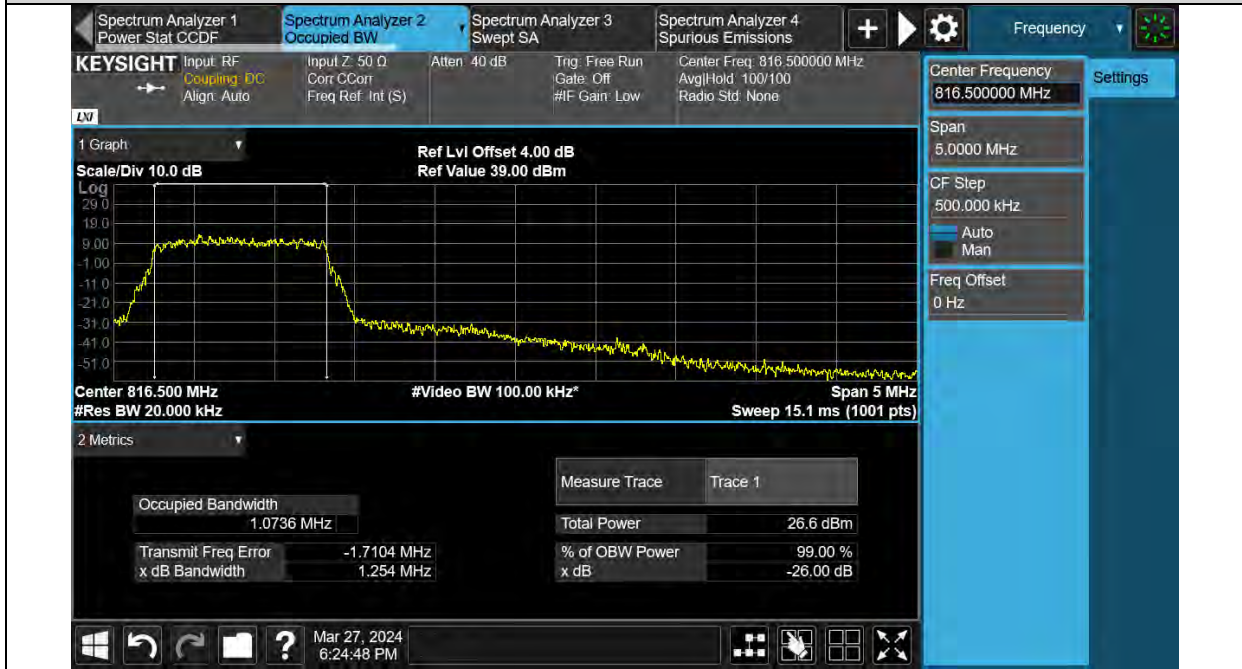 Spectrum Analyzer 1
Power Stat CCDF
Spectrum Analyzer 2
Occupied BW
Spectrum Analyzer 3
Swept SA
Spectrum Analyzer 4
Spurious Emissions
Frequency
KEYSIGHT
Input: RF
Coupling: DC
Align: Auto
Input Z: 50 Ω
Corr CCorr
Freq Ref: Int (S)
Atten: 40 dB
Trig: Free Run
Gate: Off
#IF Gain: Low
Center Freq: 816.500000 MHz
Avg|Hold: 100/100
Radio Std: None
LXI
Center Frequency
816.500000 MHz
Settings
Span
5.0000 MHz
CF Step
500.000 kHz
Auto
Man
Freq Offset
0 Hz
1 Graph
Scale/Div 10.0 dB
Ref Lvl Offset 4.00 dB
Ref Value 39.00 dBm
Log
29.0
19.0
9.00
-1.00
-11.0
-21.0
-31.0
-41.0
-51.0
Center 816.500 MHz
#Video BW 100.00 kHz*
Span 5 MHz
#Res BW 20.000 kHz
Sweep 15.1 ms (1001 pts)
2 Metrics
Measure Trace
Trace 1
Occupied Bandwidth
1.0736 MHz
Total Power
26.6 dBm
Transmit Freq Error
-1.7104 MHz
% of OBW Power
99.00 %
x dB Bandwidth
1.254 MHz
x dB
-26.00 dB
?
Mar 27, 2024
6:24:48 PM